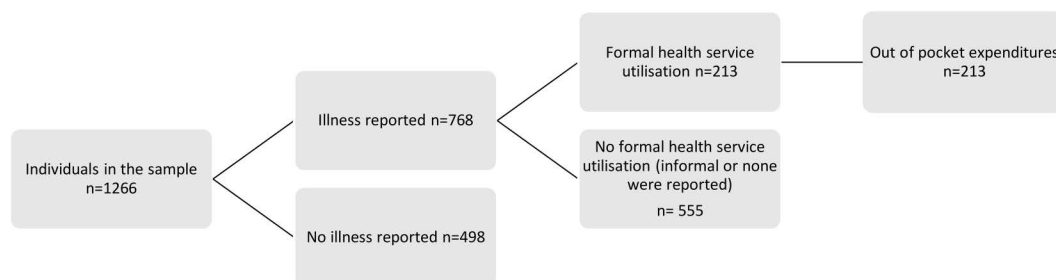 Individuals in the sample
n=1266
Illness reported n=768
No illness reported n=498
Formal health service
utilisation n=213
No formal health service
utilisation (informal or none
were reported)
n= 555
Out of pocket expenditures
n=213